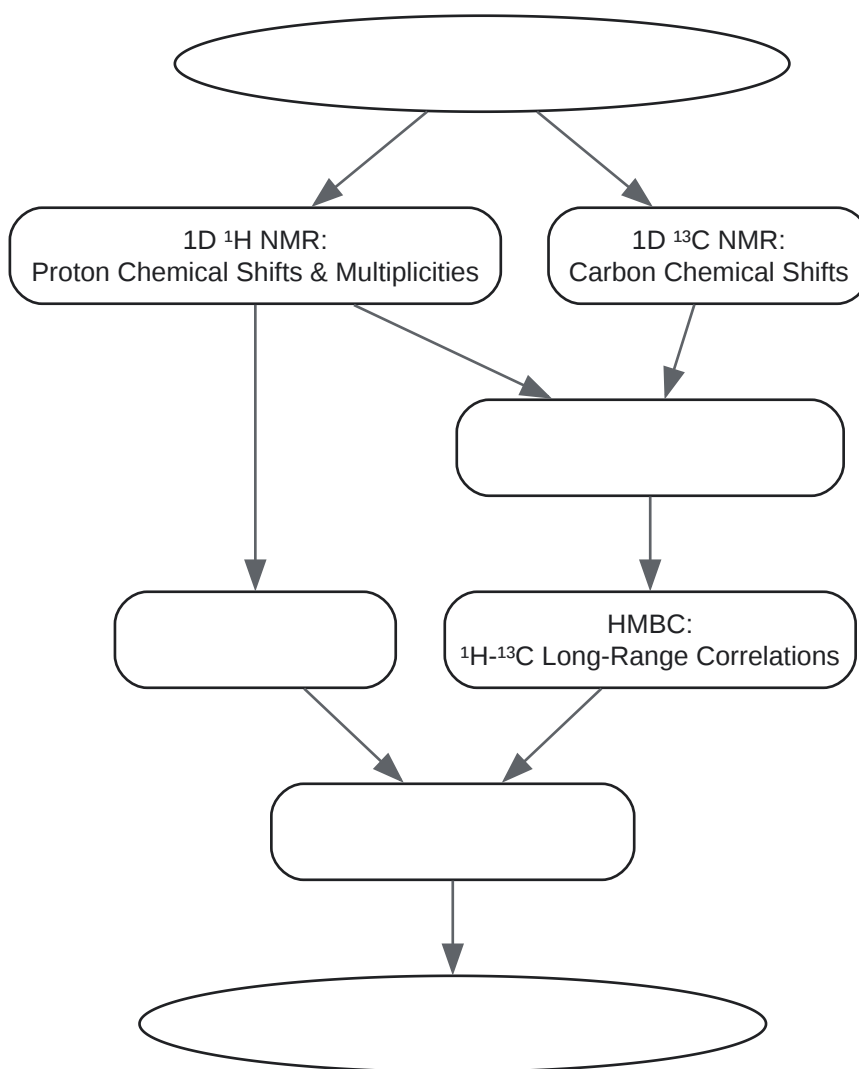 1D ¹H NMR:
Proton Chemical Shifts & Multiplicities
1D ¹³C NMR:
Carbon Chemical Shifts
HMBC:
¹H-¹³C Long-Range Correlations